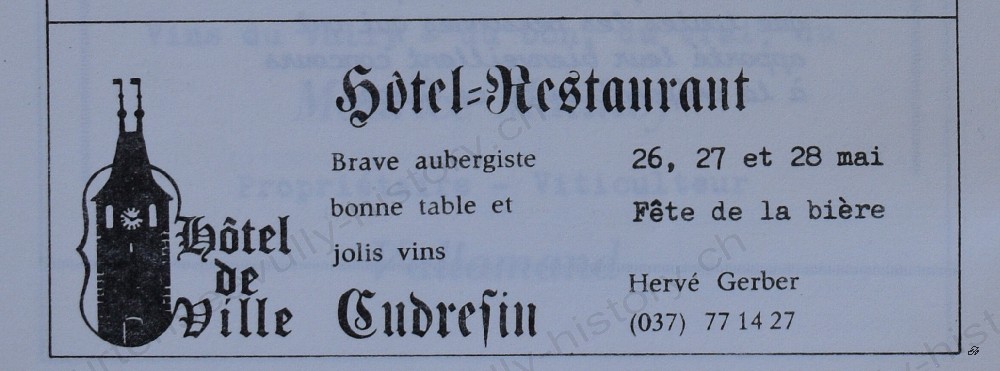 Hôtel=Restaurant
Brave aubergiste
bonne table et
jolis vins
26, 27 et 28 mai
Fête de la bière
Hôtel
de
Ville
Cudrefin
Hervé Gerber
(037) 77 14 27